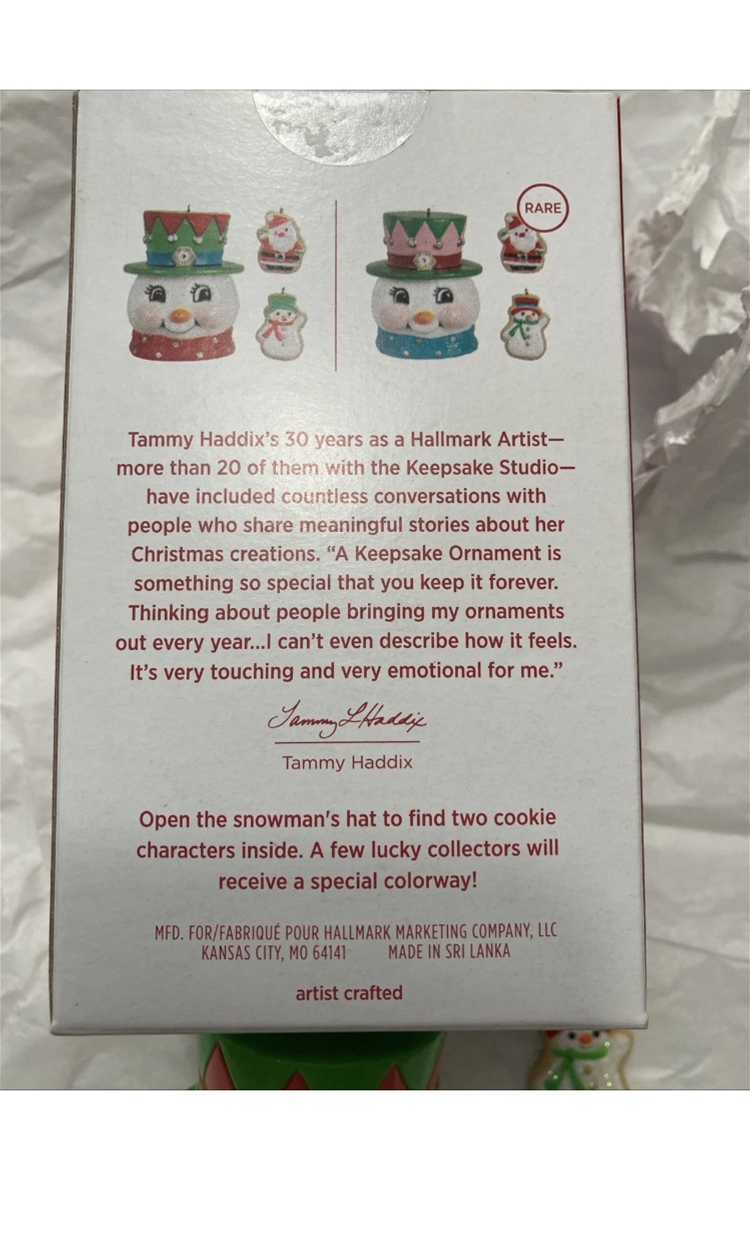 RARE
Tammy Haddix's 30 years as a Hallmark Artist—
more than 20 of them with the Keepsake Studio—
have included countless conversations with
people who share meaningful stories about her
Christmas creations. “A Keepsake Ornament is
something so special that you keep it forever.
Thinking about people bringing my ornaments
out every year...I can't even describe how it feels.
It's very touching and very emotional for me.”
Tammy L Haddix
Tammy Haddix
Open the snowman's hat to find two cookie
characters inside. A few lucky collectors will
receive a special colorway!
MFD. FOR/FABRIQUÉ POUR HALLMARK MARKETING COMPANY, LLC
KANSAS CITY, MO 64141 MADE IN SRI LANKA
artist crafted